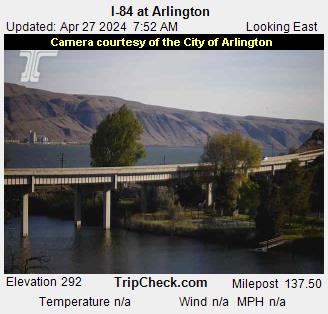 I-84 at Arlington
Updated: Apr 27 2024 7:52 AM Looking East
Camera courtesy of the City of Arlington
Elevation 292 TripCheck.com Milepost 137.50
Temperature n/a Wind n/a MPH n/a